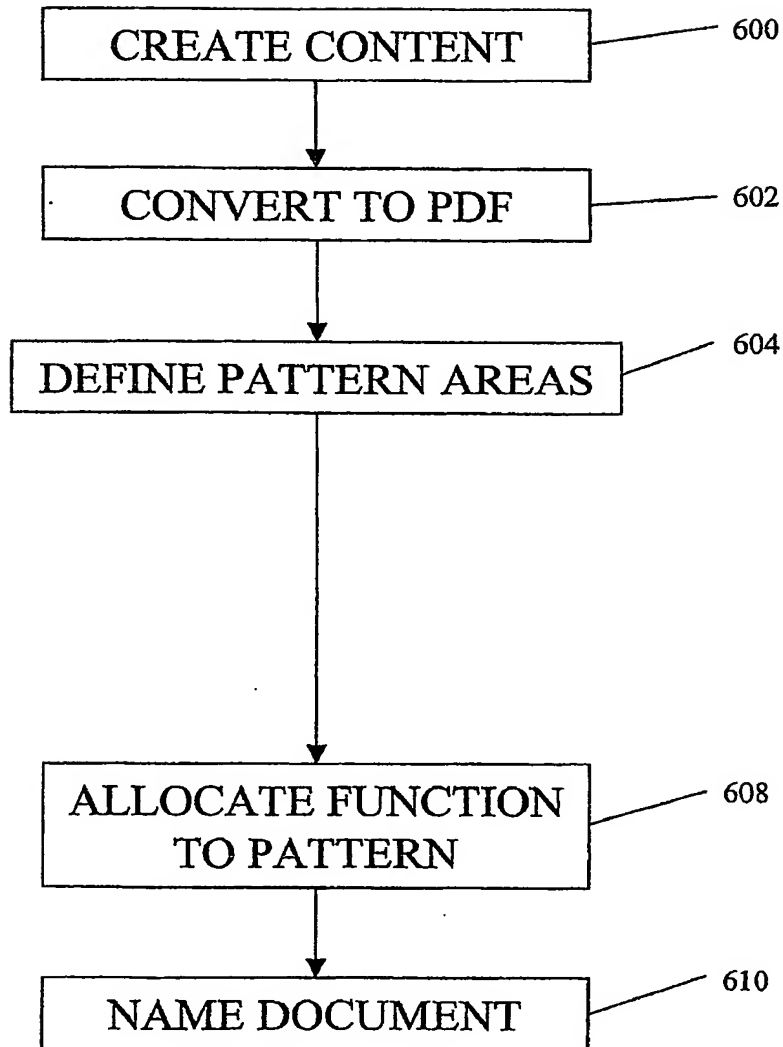 CREATE CONTENT 600
CONVERT TO PDF 602
DEFINE PATTERN AREAS 604
ALLOCATE FUNCTION
TO PATTERN 608
NAME DOCUMENT 610